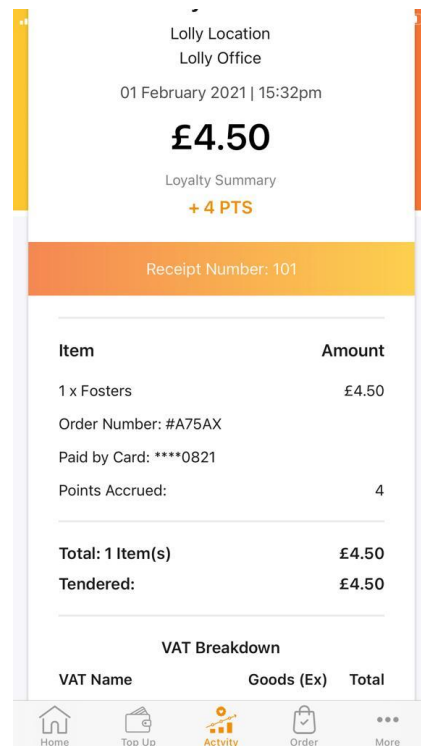 Lolly Location
Lolly Office
01 February 2021 | 15:32pm
£4.50
Loyalty Summary
+ 4 PTS
Receipt Number: 101
Item Amount
1 x Fosters £4.50
Order Number: #A75AX
Paid by Card: ****0821
Points Accrued: 4
Total: 1 Item(s) £4.50
Tendered: £4.50
VAT Breakdown
VAT Name Goods (Ex) Total
Home Top Up Actvity Order More